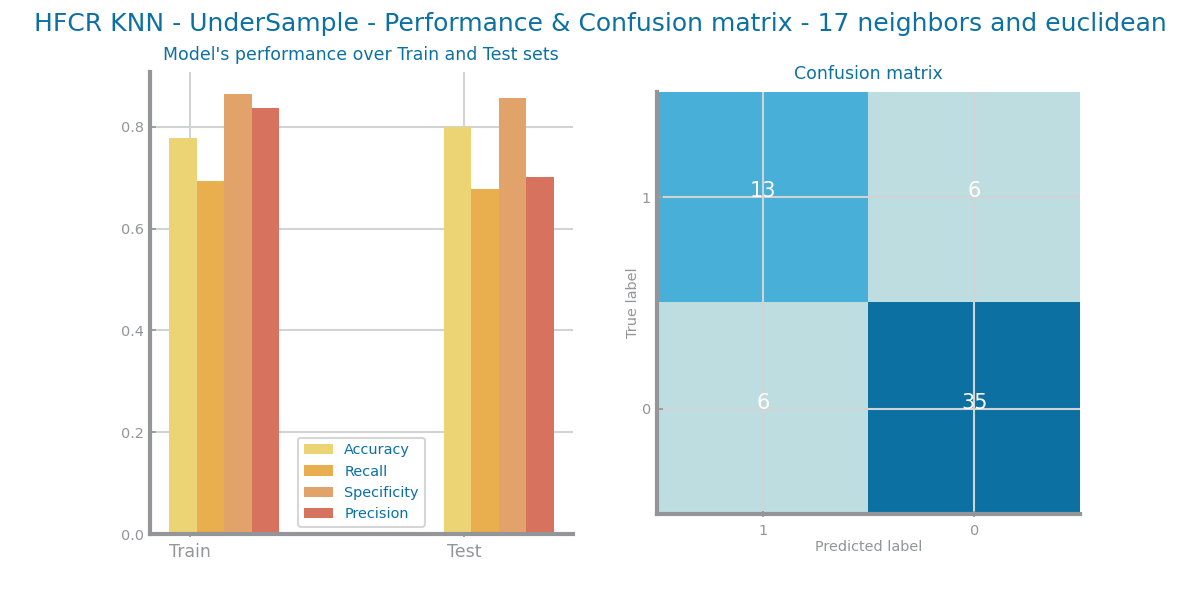 HFCR KNN - UnderSample - Performance & Confusion matrix - 17 neighbors and euclidean
Model's performance over Train and Test sets
0.8
0.6
0.4
0.2
0.0
Train
Test
Accuracy
Recall
Specificity
Precision
Confusion matrix
True label
1
0
13
6
6
35
1
0
Predicted label